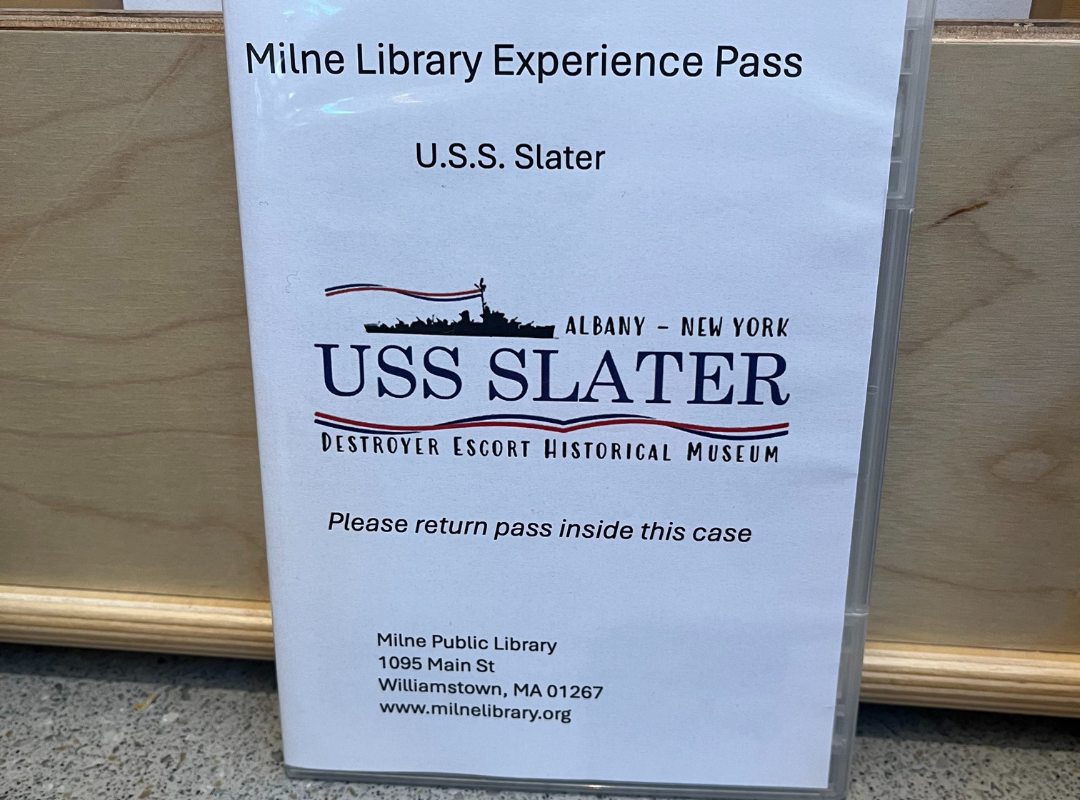 Milne Library Experience Pass
U.S.S. Slater
ALBANY – NEW YORK
USS SLATER
DESTROYER ESCORT HISTORICAL MUSEUM
Please return pass inside this case
Milne Public Library
1095 Main St
Williamstown, MA 01267
www.milnelibrary.org